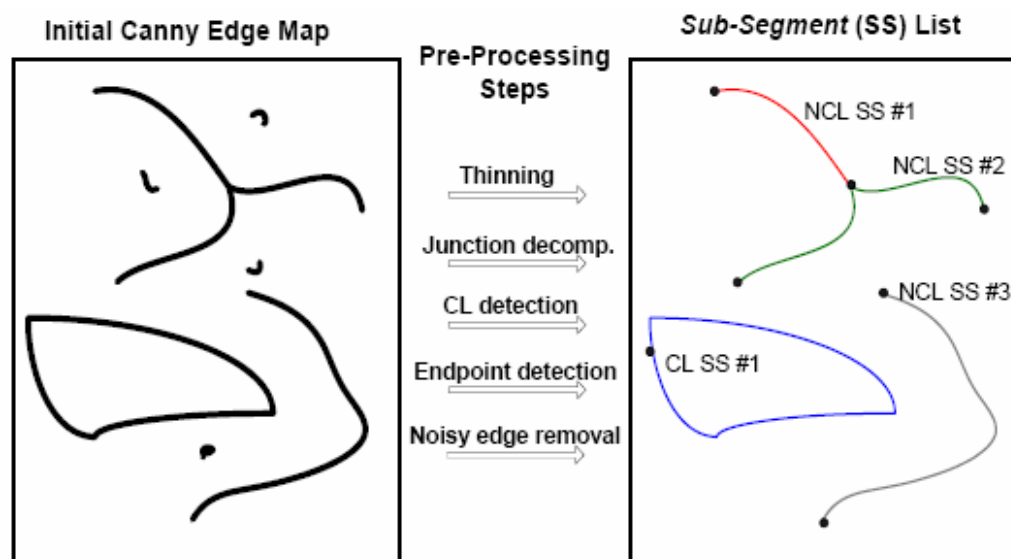 Initial Canny Edge Map
Pre-Processing
Steps
Sub-Segment (SS) List
Thinning
Junction decomp.
CL detection
Endpoint detection
Noisy edge removal
NCL SS #1
NCL SS #2
NCL SS #3
CL SS #1